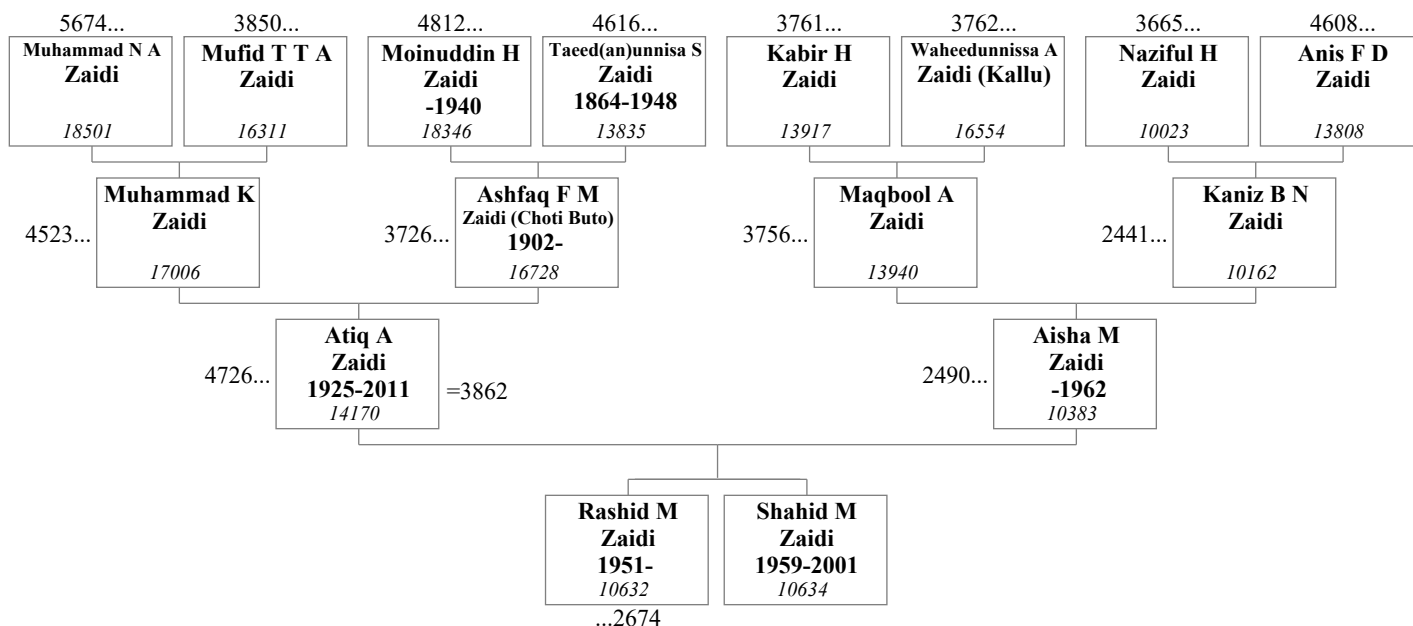 5674...
3850...
4812...
4616...
3761...
3762...
3665...
4608...
Muhammad N A
Zaidi
18501
Mufid T T A
Zaidi
16311
Moinuddin H
Zaidi
-1940
18346
Taeed(an)unnisa S
Zaidi
1864-1948
13835
Kabir H
Zaidi
13917
Waheedunnissa A
Zaidi (Kallu)
16554
Naziful H
Zaidi
10023
Anis F D
Zaidi
13808
4523...
Muhammad K
Zaidi
17006
3726...
Ashfaq F M
Zaidi (Choti Buto)
1902-
16728
3756...
Maqbool A
Zaidi
13940
2441...
Kaniz B N
Zaidi
10162
4726...
Atiq A
Zaidi
1925-2011
14170
=3862
2490...
Aisha M
Zaidi
-1962
10383
Rashid M
Zaidi
1951-
10632
Shahid M
Zaidi
1959-2001
10634
...2674